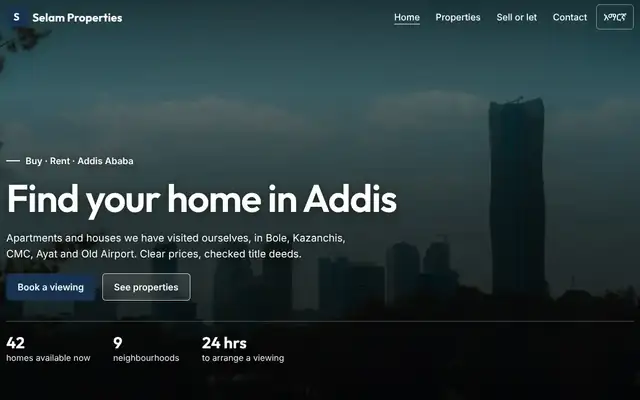 S Selam Properties
Home Properties Sell or let Contact አማርኛ
Buy · Rent · Addis Ababa
Find your home in Addis
Apartments and houses we have visited ourselves, in Bole, Kazanchis,
CMC, Ayat and Old Airport. Clear prices, checked title deeds.
Book a viewing See properties
42 9 24 hrs
homes available now neighbourhoods to arrange a viewing